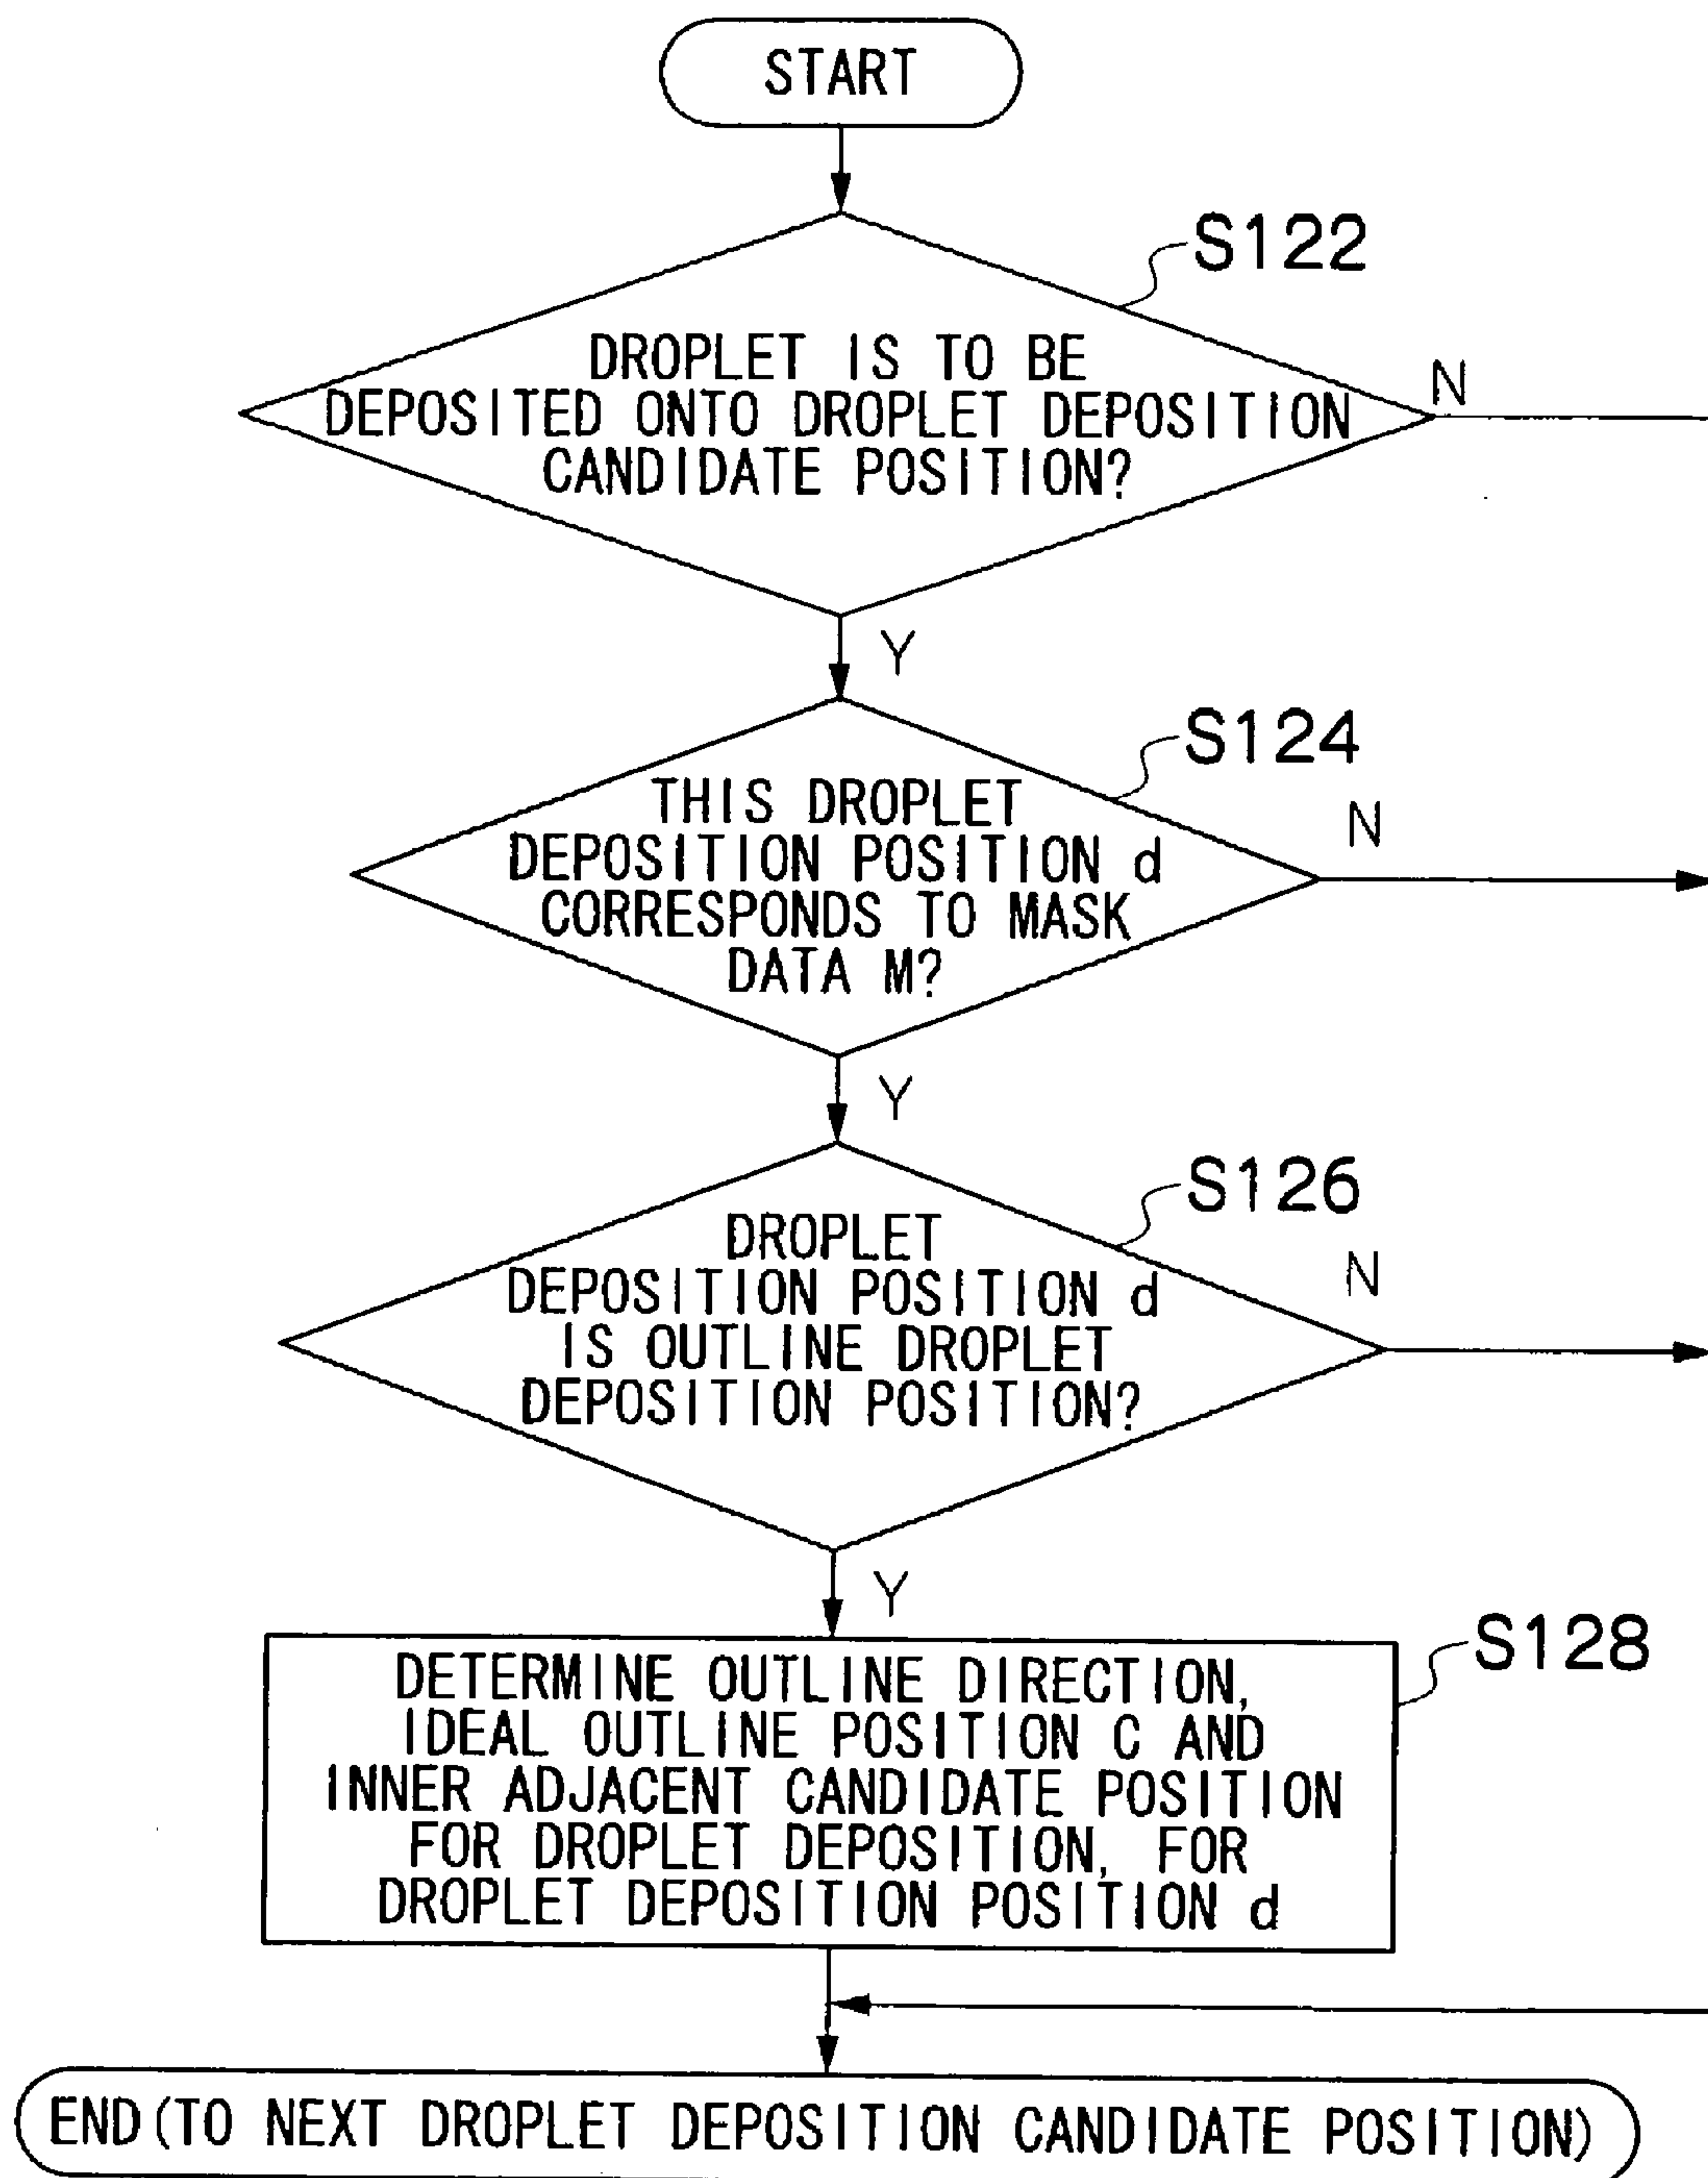 START
S122
DROPLET IS TO BE
DEPOSITED ONTO DROPLET DEPOSITION
CANDIDATE POSITION?
N
Y
S124
THIS DROPLET
DEPOSITION POSITION d
CORRESPONDS TO MASK
DATA M?
N
Y
S126
DROPLET
DEPOSITION POSITION d
IS OUTLINE DROPLET
DEPOSITION POSITION?
N
Y
S128
DETERMINE OUTLINE DIRECTION,
IDEAL OUTLINE POSITION C AND
INNER ADJACENT CANDIDATE POSITION
FOR DROPLET DEPOSITION, FOR
DROPLET DEPOSITION POSITION d
END(TO NEXT DROPLET DEPOSITION CANDIDATE POSITION)